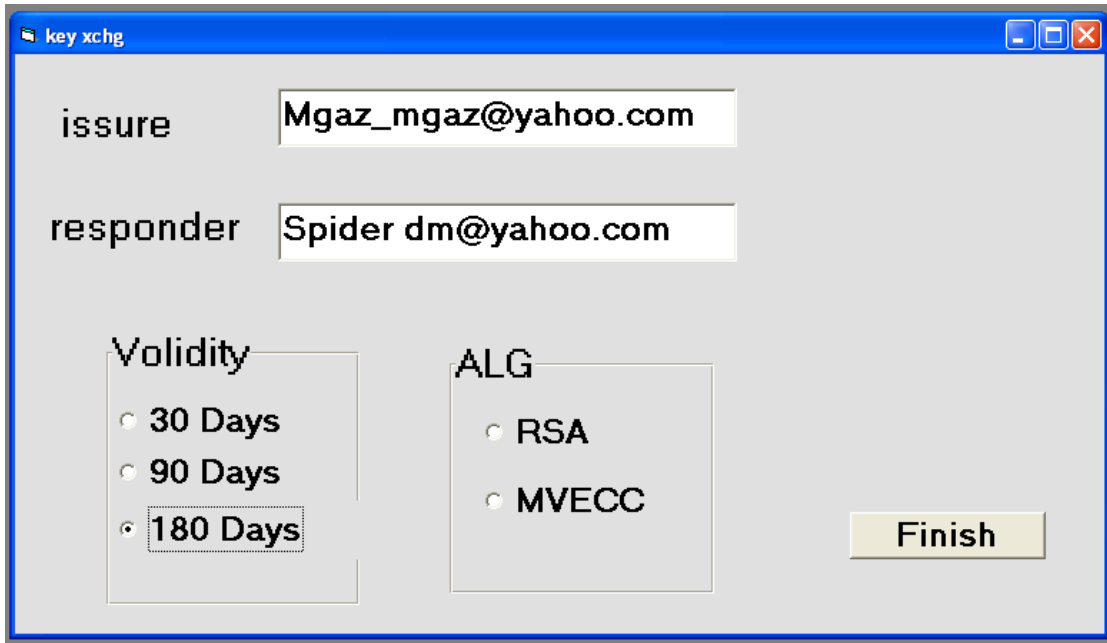 key xchg
issure
Mgaz_mgaz@yahoo.com
responder
Spider dm@yahoo.com
Volidity
30 Days
90 Days
180 Days
ALG
RSA
MVECC
Finish